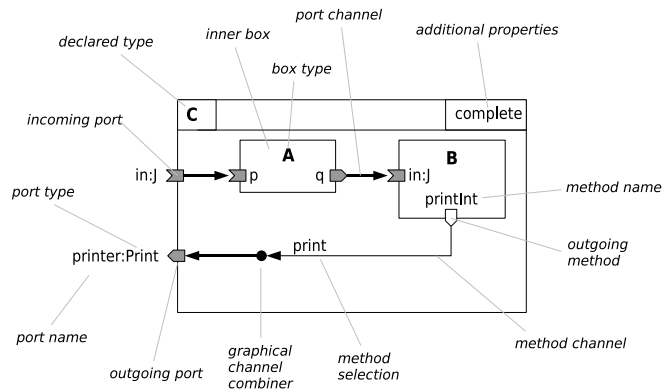 inner box
port channel
additional properties
declared type
box type
C
complete
incoming port
A
B
in:J
p
q
in:J
method name
port type
printInt
print
outgoing
method
printer:Print
port name
outgoing port
graphical
channel
combiner
method
selection
method channel